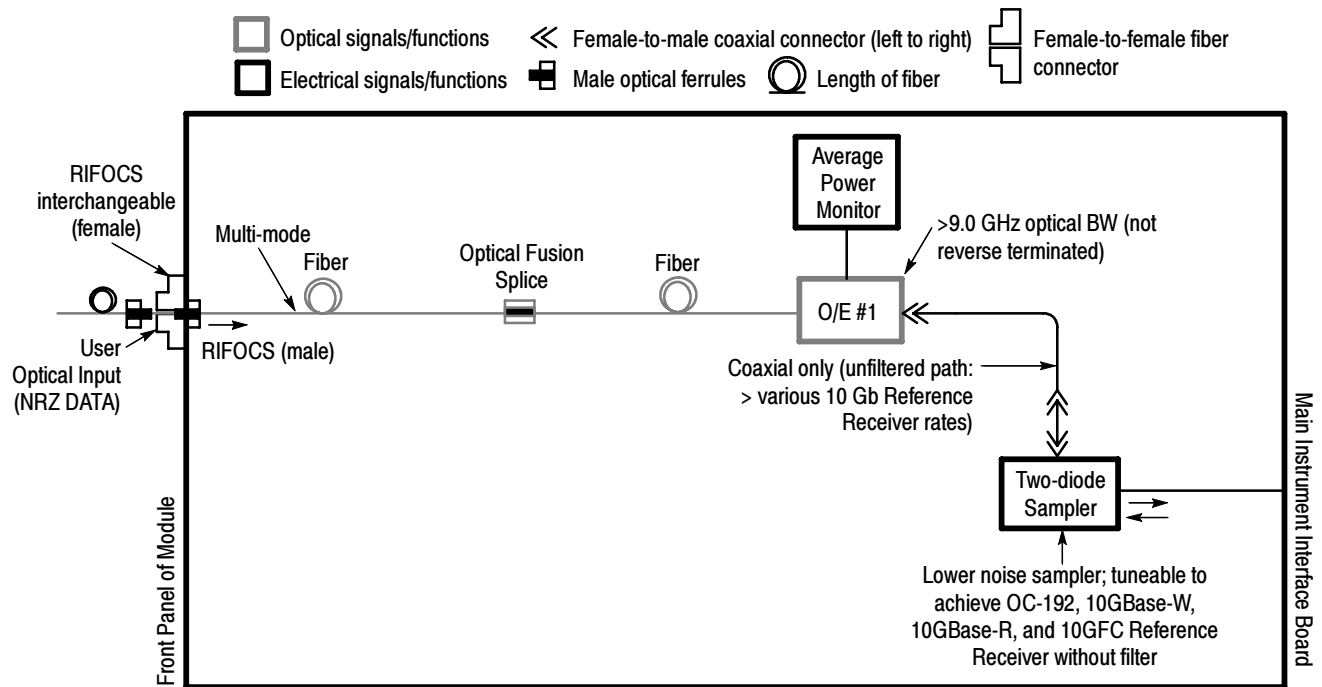 Optical signals/functions
Electrical signals/functions
Female-to-male coaxial connector (left to right)
Male optical ferrules
Length of fiber
Female-to-female fiber
connector
RIFOCS
interchangeable
(female)
Multi-mode
Fiber
Optical Fusion
Splice
Fiber
Average
Power
Monitor
>9.0 GHz optical BW (not
reverse terminated)
O/E #1
User
Optical Input
(NRZ DATA)
RIFOCS (male)
Coaxial only (unfiltered path:
> various 10 Gb Reference
Receiver rates)
Two-diode
Sampler
Lower noise sampler; tuneable to
achieve OC-192, 10GBase-W,
10GBase-R, and 10GFC Reference
Receiver without filter
Front Panel of Module
Main Instrument Interface Board